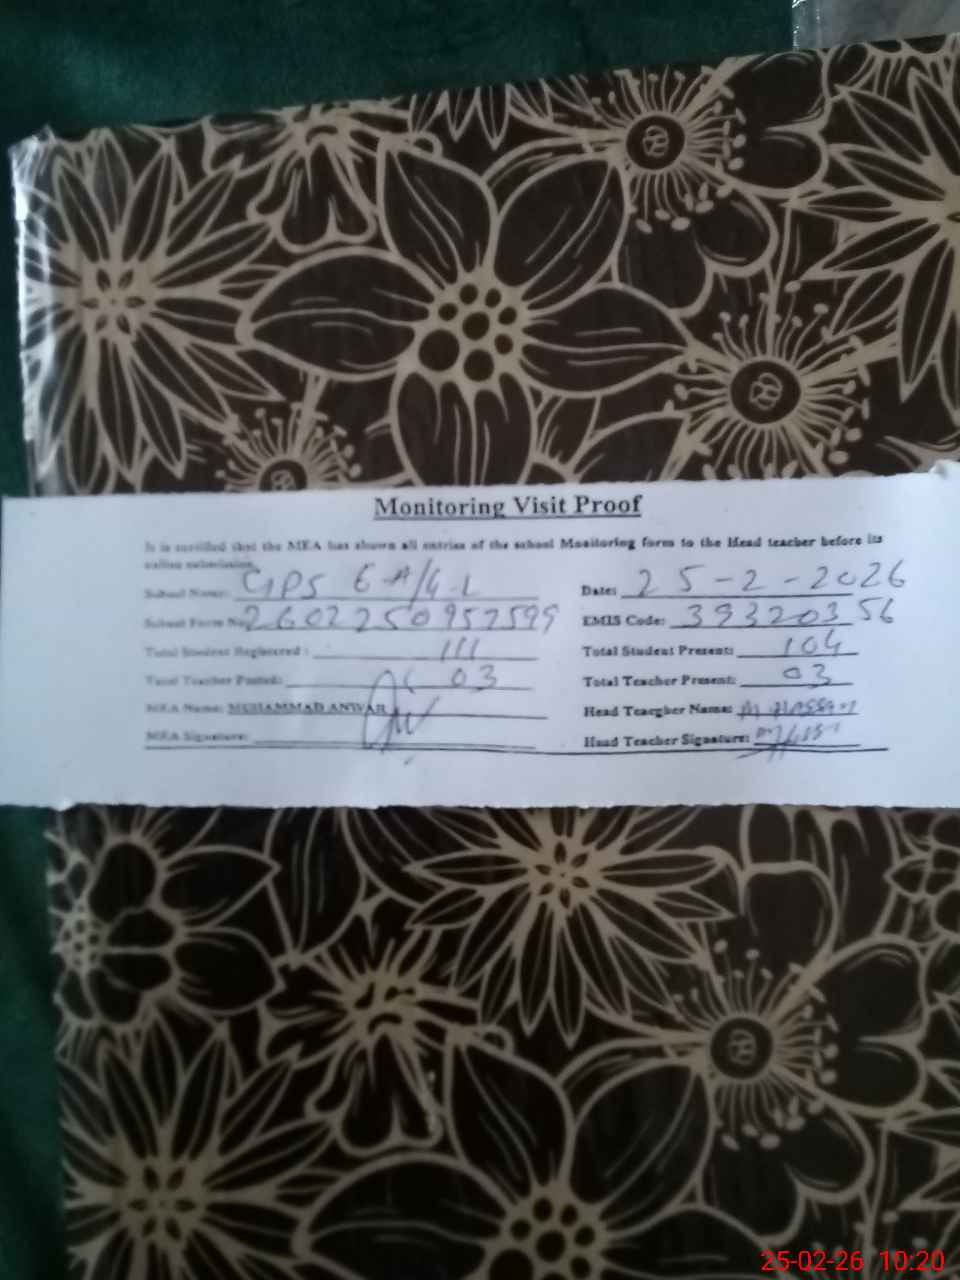 Monitoring Visit Proof
It is certified that the MEA has shown all entries of the school Monitoring form to the Head teacher before its
online submission.
School Name: GPS 6-A/4-L Date: 25-2-2026
School Form No. 2602250957599 EMIS Code: 39320356
Total Student Registered: 111 Total Student Present: 104
Total Teacher Posted: 03 Total Teacher Present: 03
MEA Name: MUHAMMAD ANWAR Head Teacgher Name: M Hassan
MEA Signature: Head Teacher Signature:
25-02-26 10:20